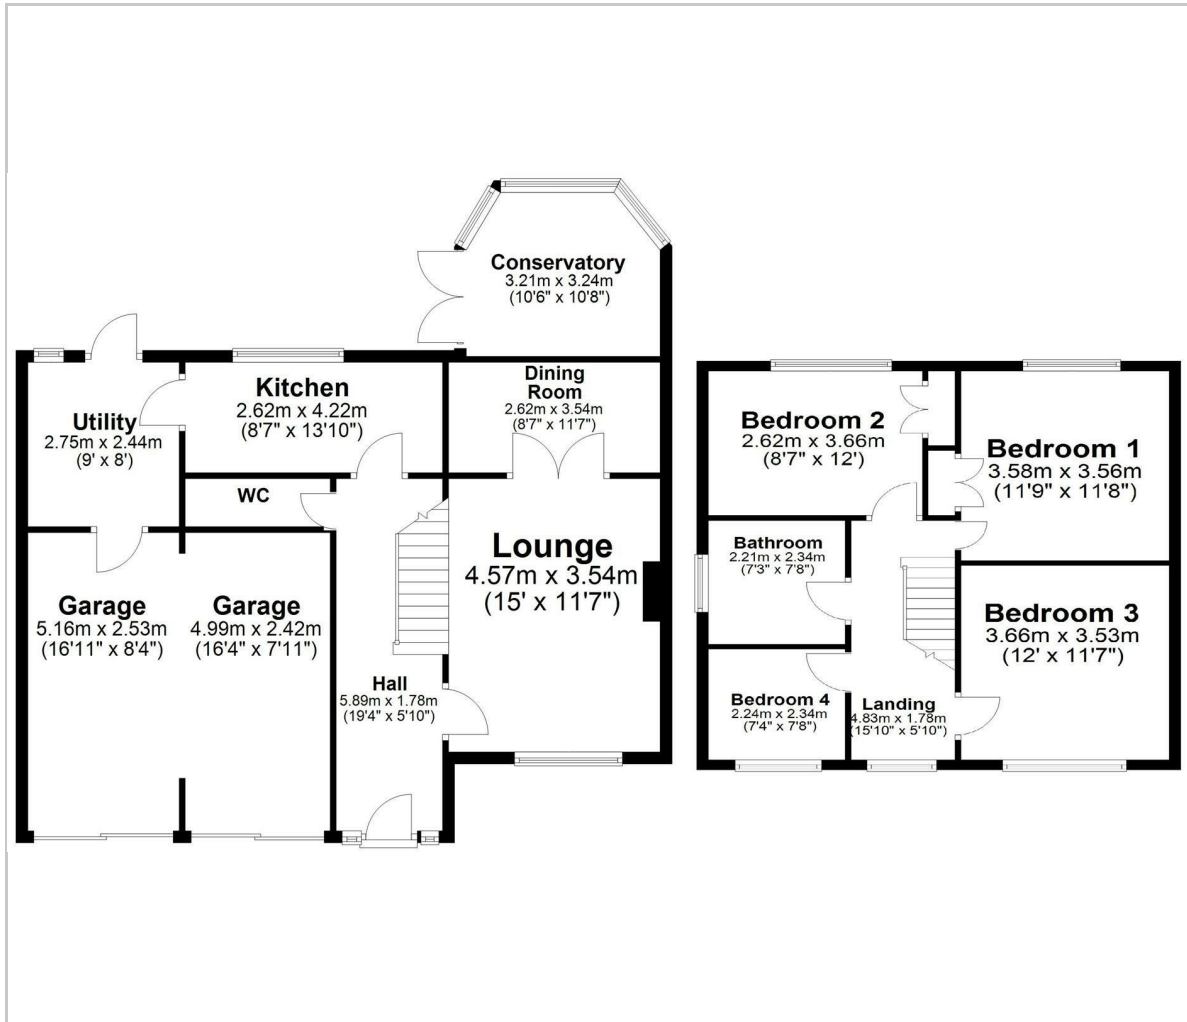 Conservatory
3.21m x 3.24m
(10'6" x 10'8")
Kitchen
2.62m x 4.22m
(8'7" x 13'10")
Dining
Room
2.62m x 3.54m
(8'7" x 11'7")
Utility
2.75m x 2.44m
(9' x 8')
WC
Lounge
4.57m x 3.54m
(15' x 11'7")
Garage
5.16m x 2.53m
(16'11" x 8'4")
Garage
4.99m x 2.42m
(16'4" x 7'11")
Hall
5.89m x 1.78m
(19'4" x 5'10")
Bedroom 2
2.62m x 3.66m
(8'7" x 12')
Bedroom 1
3.58m x 3.56m
(11'9" x 11'8")
Bathroom
2.21m x 2.34m
(7'3" x 7'8")
Bedroom 3
3.66m x 3.53m
(12' x 11'7")
Bedroom 4
2.24m x 2.34m
(7'4" x 7'8")
Landing
4.83m x 1.78m
(15'10" x 5'10")